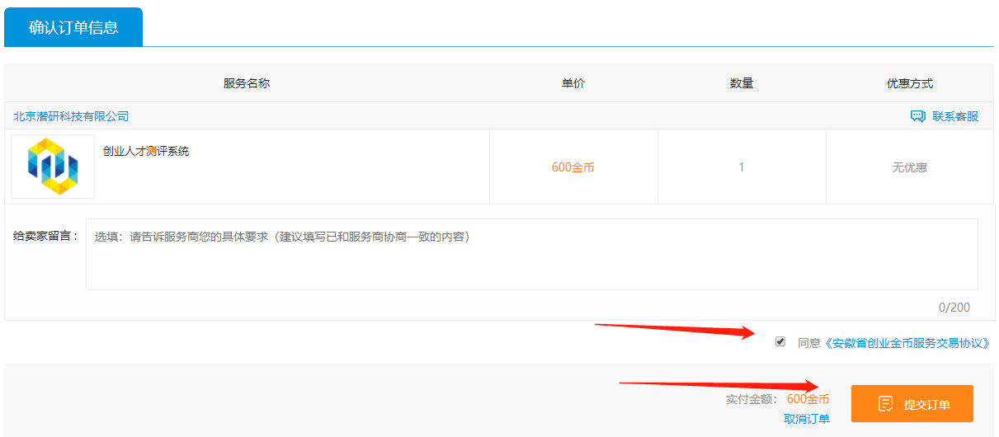 确认订单信息
服务名称 单价 数量 优惠方式
北京潜研科技有限公司 联系客服
创业人才测评系统
600金币 1 无优惠
给卖家留言： 选填：请告诉服务商您的具体要求（建议填写已和服务商协商一致的内容）
0/200
同意《安徽省创业金币服务交易协议》
实付金额： 600金币
提交订单
取消订单